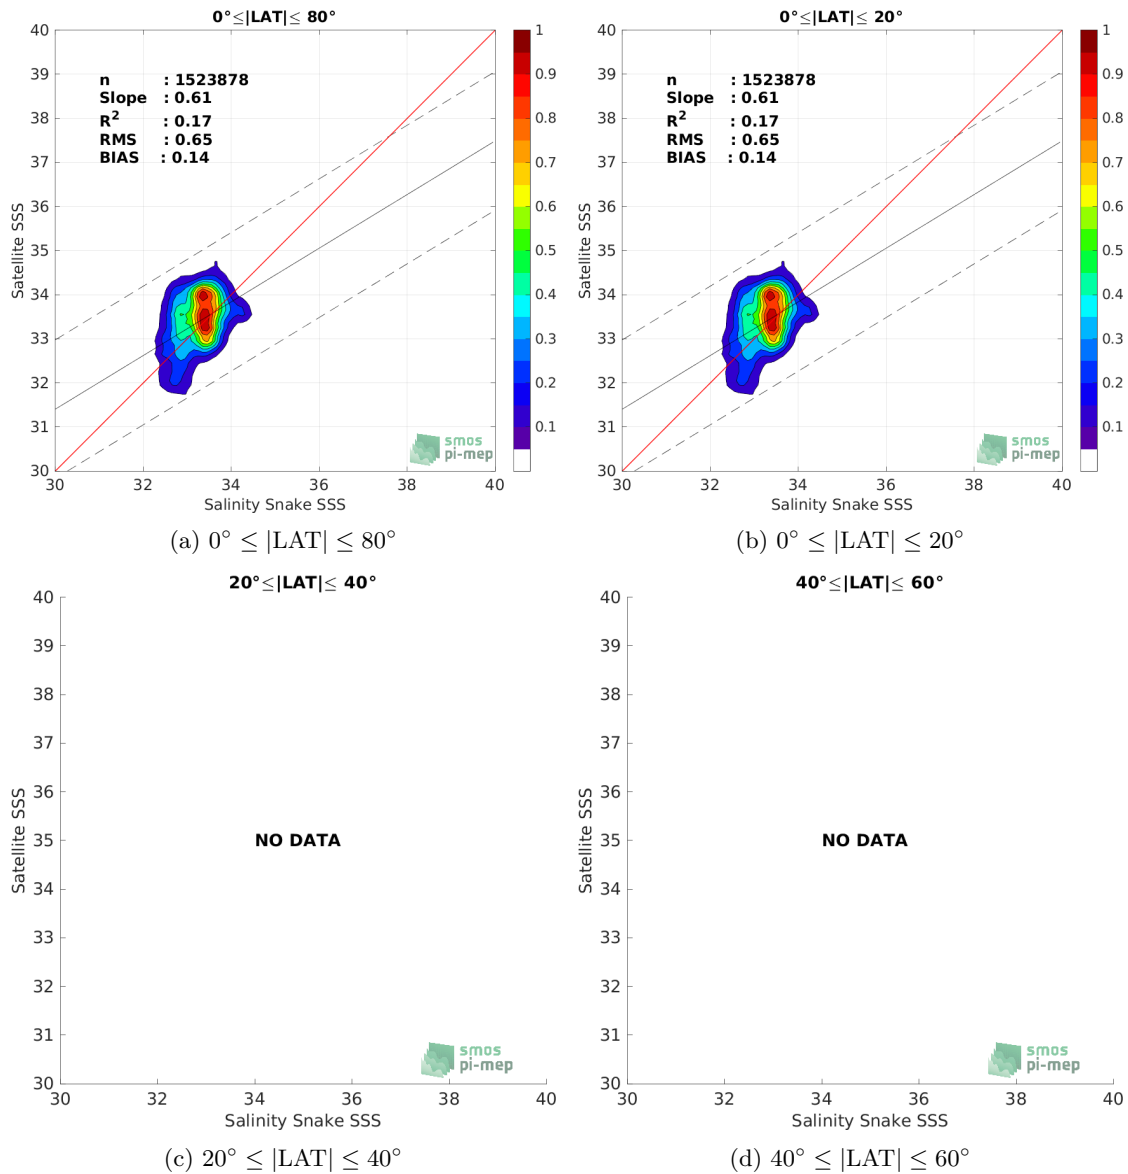 0°≤|LAT|≤ 80°
40
39
38
37
36
35
34
33
32
31
30
Satellite SSS
n : 1523878
Slope : 0.61
R² : 0.17
RMS : 0.65
BIAS : 0.14
1
0.9
0.8
0.7
0.6
0.5
0.4
0.3
0.2
0.1
smos
pi-mep
30 32 34 36 38 40
Salinity Snake SSS
(a) 0° ≤ |LAT| ≤ 80°
0°≤|LAT|≤ 20°
40
39
38
37
36
35
34
33
32
31
30
Satellite SSS
n : 1523878
Slope : 0.61
R² : 0.17
RMS : 0.65
BIAS : 0.14
1
0.9
0.8
0.7
0.6
0.5
0.4
0.3
0.2
0.1
smos
pi-mep
30 32 34 36 38 40
Salinity Snake SSS
(b) 0° ≤ |LAT| ≤ 20°
20°≤|LAT|≤ 40°
40
39
38
37
36
35
34
33
32
31
30
Satellite SSS
NO DATA
smos
pi-mep
30 32 34 36 38 40
Salinity Snake SSS
(c) 20° ≤ |LAT| ≤ 40°
40°≤|LAT|≤ 60°
40
39
38
37
36
35
34
33
32
31
30
Satellite SSS
NO DATA
smos
pi-mep
30 32 34 36 38 40
Salinity Snake SSS
(d) 40° ≤ |LAT| ≤ 60°